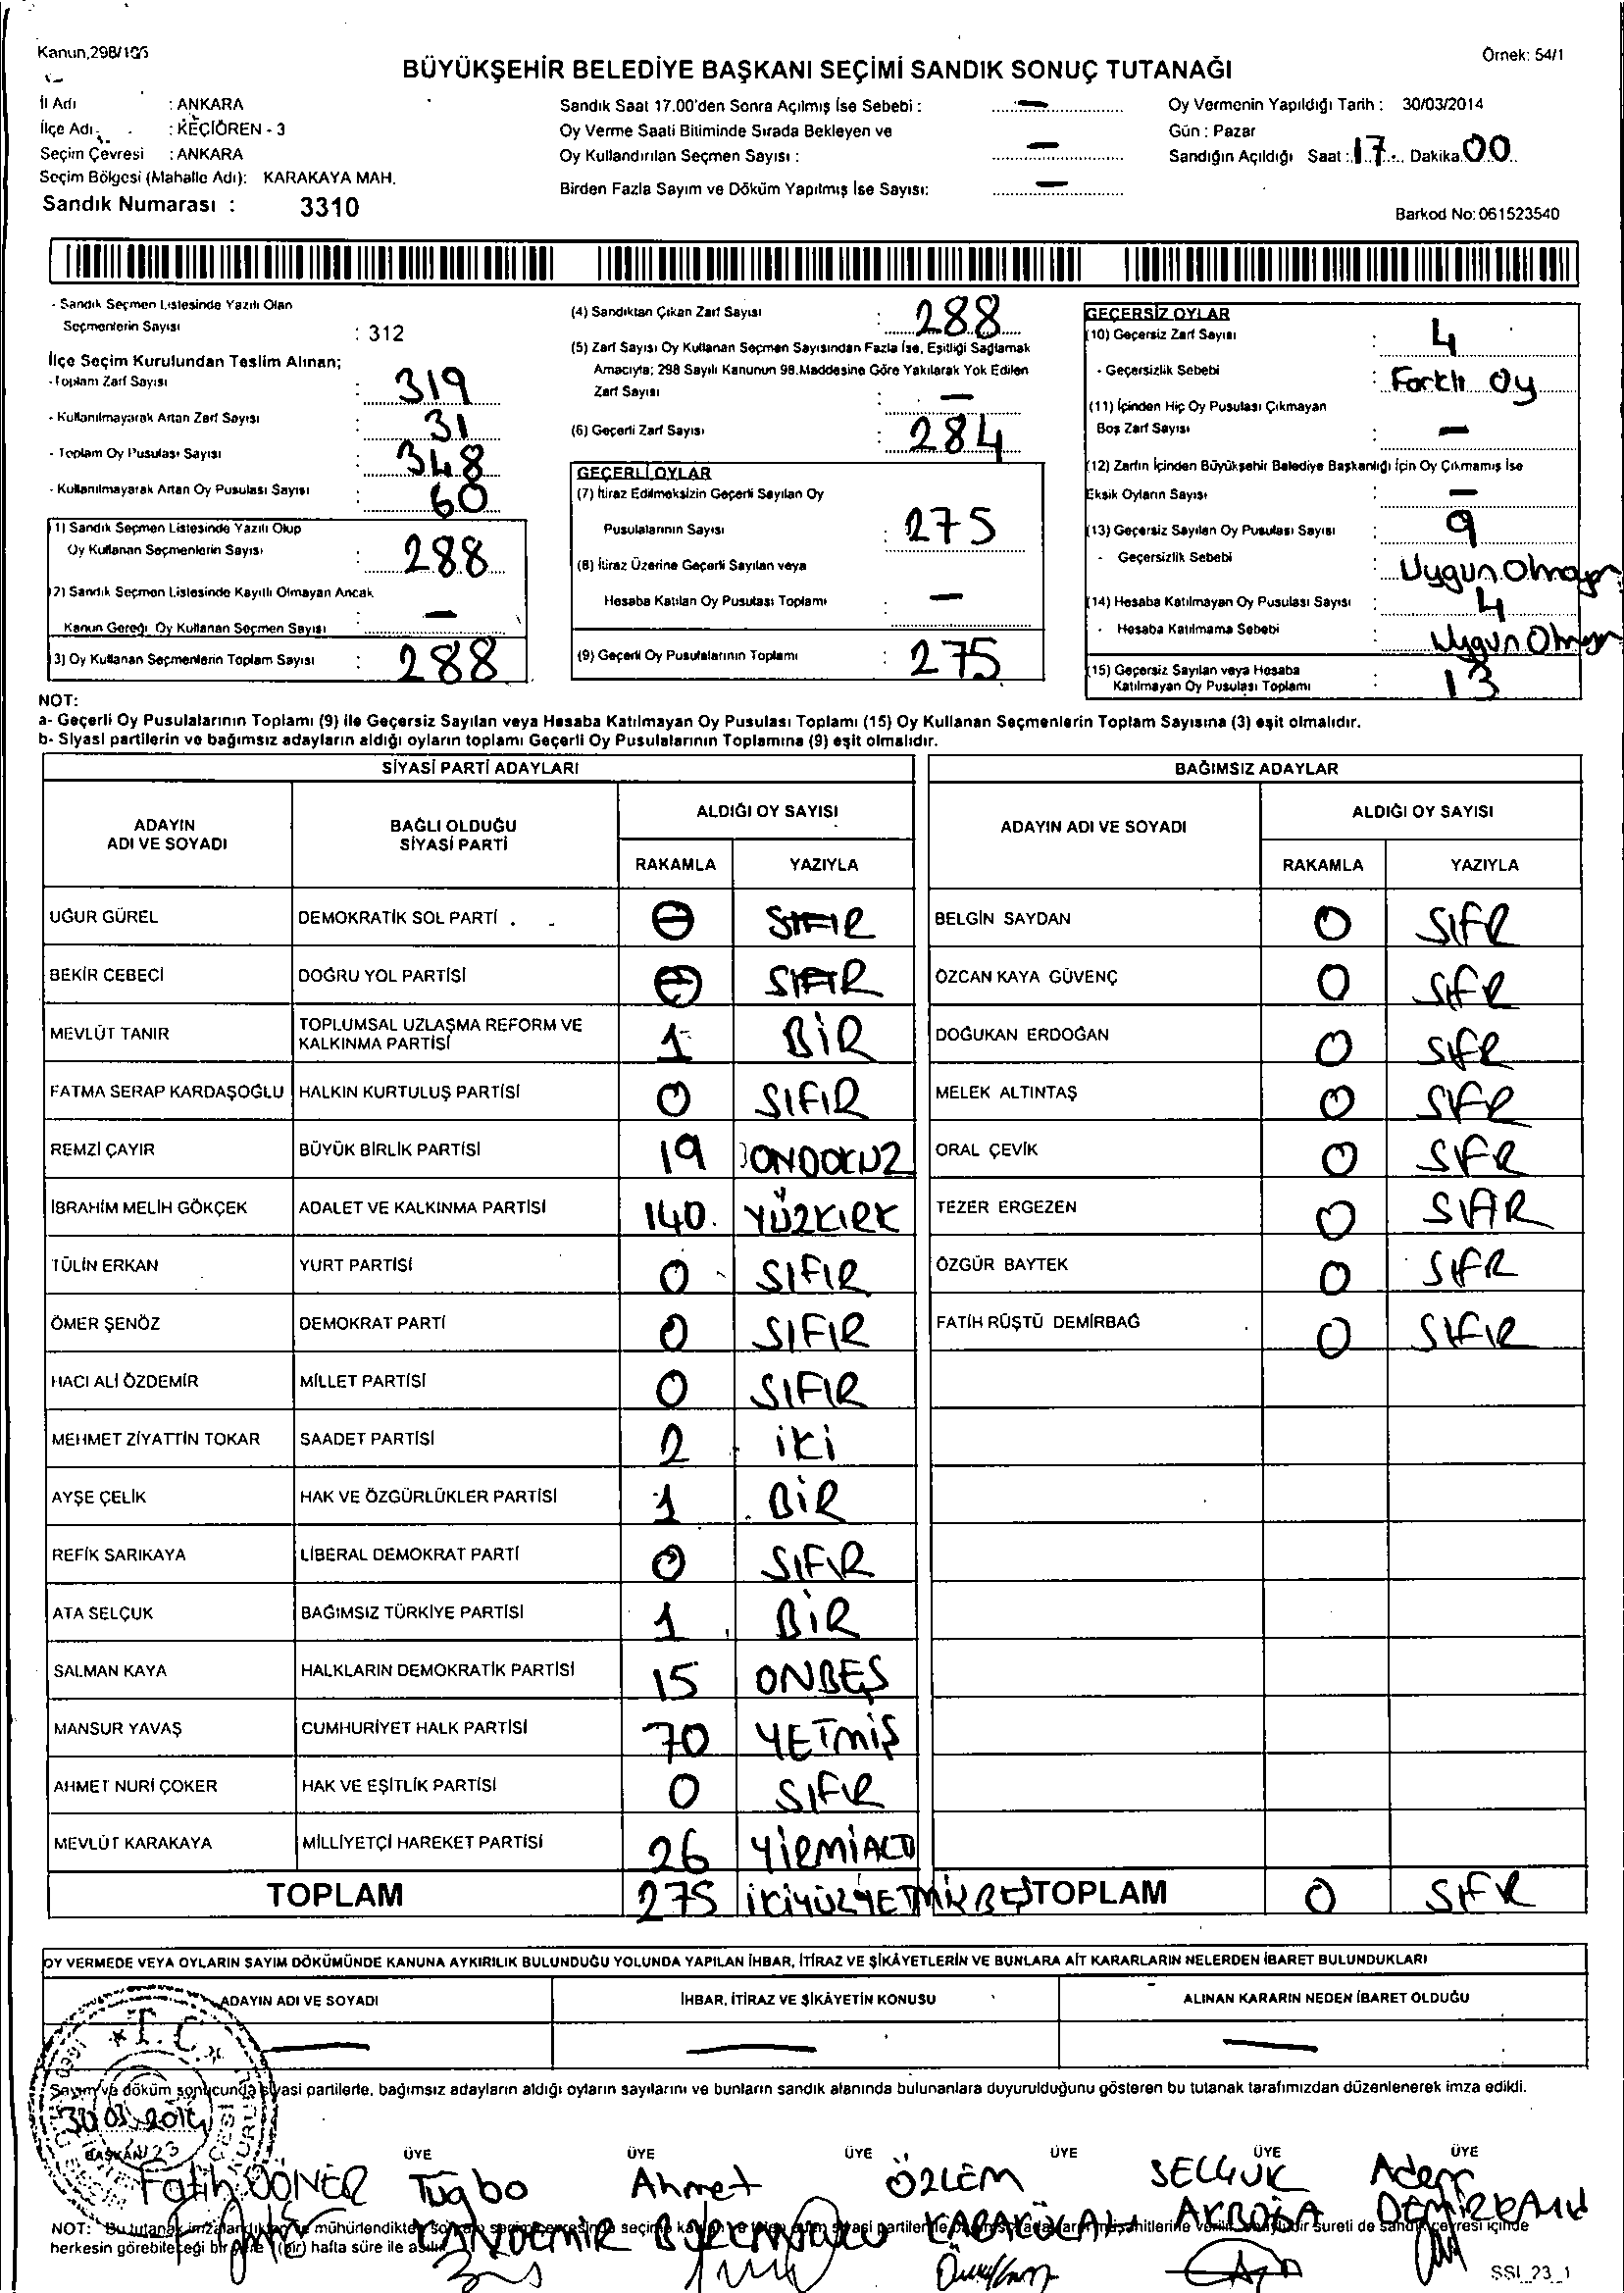 Kanun,298/105
Örnek: 54/1
BÜYÜKŞEHİR BELEDİYE BAŞKANI SEÇİMİ SANDIK SONUÇ TUTANAĞI
İl Adı : ANKARA
İlçe Adı : KEÇİÖREN - 3
Seçim Çevresi : ANKARA
Seçim Bölgesi (Mahalle Adı): KARAKAYA MAH.
Sandık Numarası : 3310
Sandık Saat 17.00'den Sonra Açılmış İse Sebebi : —
Oy Verme Saati Bitiminde Sırada Bekleyen ve
Oy Kullandırılan Seçmen Sayısı : —
Birden Fazla Sayım ve Döküm Yapılmış İse Sayısı: —
Oy Vermenin Yapıldığı Tarih : 30/03/2014
Gün : Pazar
Sandığın Açıldığı Saat : 17 Dakika 00
Barkod No: 061523540
- Sandık Seçmen Listesinde Yazılı Olan
Seçmenlerin Sayısı : 312
İlçe Seçim Kurulundan Teslim Alınan;
- Toplam Zarf Sayısı : 319
- Kullanılmayarak Artan Zarf Sayısı : 31
- Toplam Oy Pusulası Sayısı : 348
- Kullanılmayarak Artan Oy Pusulası Sayısı : 60
(1) Sandık Seçmen Listesinde Yazılı Olup
Oy Kullanan Seçmenlerin Sayısı : 288
(2) Sandık Seçmen Listesinde Kayıtlı Olmayan Ancak
Kanun Gereği Oy Kullanan Seçmen Sayısı : —
(3) Oy Kullanan Seçmenlerin Toplam Sayısı : 288
(4) Sandıktan Çıkan Zarf Sayısı : 288
(5) Zarf Sayısı Oy Kullanan Seçmen Sayısından Fazla İse, Eşitliği Sağlamak
Amacıyla; 298 Sayılı Kanunun 98.Maddesine Göre Yakılarak Yok Edilen
Zarf Sayısı : —
(6) Geçerli Zarf Sayısı : 284
GEÇERLİ OYLAR
(7) İtiraz Edilmeksizin Geçerli Sayılan Oy
Pusulalarının Sayısı : 275
(8) İtiraz Üzerine Geçerli Sayılan veya
Hesaba Katılan Oy Pusulası Toplamı : —
(9) Geçerli Oy Pusulalarının Toplamı : 275
GEÇERSİZ OYLAR
(10) Geçersiz Zarf Sayısı : 4
- Geçersizlik Sebebi : Farklı Oy
(11) İçinden Hiç Oy Pusulası Çıkmayan
Boş Zarf Sayısı : —
(12) Zarfın İçinden Büyükşehir Belediye Başkanlığı İçin Oy Çıkmamış İse
Eksik Oyların Sayısı : —
(13) Geçersiz Sayılan Oy Pusulası Sayısı : 9
- Geçersizlik Sebebi : Uygun Olmayan
(14) Hesaba Katılmayan Oy Pusulası Sayısı : 4
- Hesaba Katılmama Sebebi : Uygun Olmayan
(15) Geçersiz Sayılan veya Hesaba
Katılmayan Oy Pusulası Toplamı : 13
NOT:
a- Geçerli Oy Pusulalarının Toplamı (9) ile Geçersiz Sayılan veya Hesaba Katılmayan Oy Pusulası Toplamı (15) Oy Kullanan Seçmenlerin Toplam Sayısına (3) eşit olmalıdır.
b- Siyasi partilerin ve bağımsız adayların aldığı oyların toplamı Geçerli Oy Pusulalarının Toplamına (9) eşit olmalıdır.
SİYASİ PARTİ ADAYLARI
ADAYIN ADI VE SOYADI BAĞLI OLDUĞU SİYASİ PARTİ ALDIĞI OY SAYISI
RAKAMLA YAZIYLA
UĞUR GÜREL DEMOKRATİK SOL PARTİ 0 SIFIR
BEKİR CEBECİ DOĞRU YOL PARTİSİ 0 SIFIR
MEVLÜT TANIR TOPLUMSAL UZLAŞMA REFORM VE KALKINMA PARTİSİ 1 BİR
FATMA SERAP KARDAŞOĞLU HALKIN KURTULUŞ PARTİSİ 0 SIFIR
REMZİ ÇAYIR BÜYÜK BİRLİK PARTİSİ 19 ONDOKUZ
İBRAHİM MELİH GÖKÇEK ADALET VE KALKINMA PARTİSİ 140 YÜZKIRK
TÜLİN ERKAN YURT PARTİSİ 0 SIFIR
ÖMER ŞENÖZ DEMOKRAT PARTİ 0 SIFIR
HACI ALİ ÖZDEMİR MİLLET PARTİSİ 0 SIFIR
MEHMET ZİYATTİN TOKAR SAADET PARTİSİ 2 İKİ
AYŞE ÇELİK HAK VE ÖZGÜRLÜKLER PARTİSİ 1 BİR
REFİK SARIKAYA LİBERAL DEMOKRAT PARTİ 0 SIFIR
ATA SELÇUK BAĞIMSIZ TÜRKİYE PARTİSİ 1 BİR
SALMAN KAYA HALKLARIN DEMOKRATİK PARTİSİ 15 ONBEŞ
MANSUR YAVAŞ CUMHURİYET HALK PARTİSİ 70 YETMİŞ
AHMET NURİ ÇOKER HAK VE EŞİTLİK PARTİSİ 0 SIFIR
MEVLÜT KARAKAYA MİLLİYETÇİ HAREKET PARTİSİ 26 YİRMİALTI
TOPLAM 275 İKİYÜZYETMİŞBEŞ
BAĞIMSIZ ADAYLAR
ADAYIN ADI VE SOYADI ALDIĞI OY SAYISI
RAKAMLA YAZIYLA
BELGİN SAYDAN 0 SIFR
ÖZCAN KAYA GÜVENÇ 0 SIFR
DOĞUKAN ERDOĞAN 0 SIFR
MELEK ALTINTAŞ 0 SIFR
ORAL ÇEVİK 0 SIFR
TEZER ERGEZEN 0 SIFIR
ÖZGÜR BAYTEK 0 SIFR
FATİH RÜŞTÜ DEMİRBAĞ 0 SIFIR
TOPLAM 0 SIFIR
OY VERMEDE VEYA OYLARIN SAYIM DÖKÜMÜNDE KANUNA AYKIRILIK BULUNDUĞU YOLUNDA YAPILAN İHBAR, İTİRAZ VE ŞİKÂYETLERİN VE BUNLARA AİT KARARLARIN NELERDEN İBARET BULUNDUKLARI
ADAYIN ADI VE SOYADI İHBAR, İTİRAZ VE ŞİKÂYETİN KONUSU ALINAN KARARIN NEDEN İBARET OLDUĞU
— — —
T.C.
Sayım ve döküm sonucunda siyasi partilerle, bağımsız adayların aldığı oyların sayılarını ve bunların sandık alanında bulunanlara duyurulduğunu gösteren bu tutanak tarafımızdan düzenlenerek imza edildi.
30.03.2014
BAŞKAN ÜYE ÜYE ÜYE ÜYE ÜYE ÜYE
Fatih DÖNER Tuğba Ahmet ÖZLEM SELÇUK Adem
KANDEMİR AKBOĞA
NOT: Bu tutanak imzalandıktan ve mühürlendikten sonra
herkesin görebileceği bir yere 1 (bir) hafta süre ile asılır.
SSI_23_1